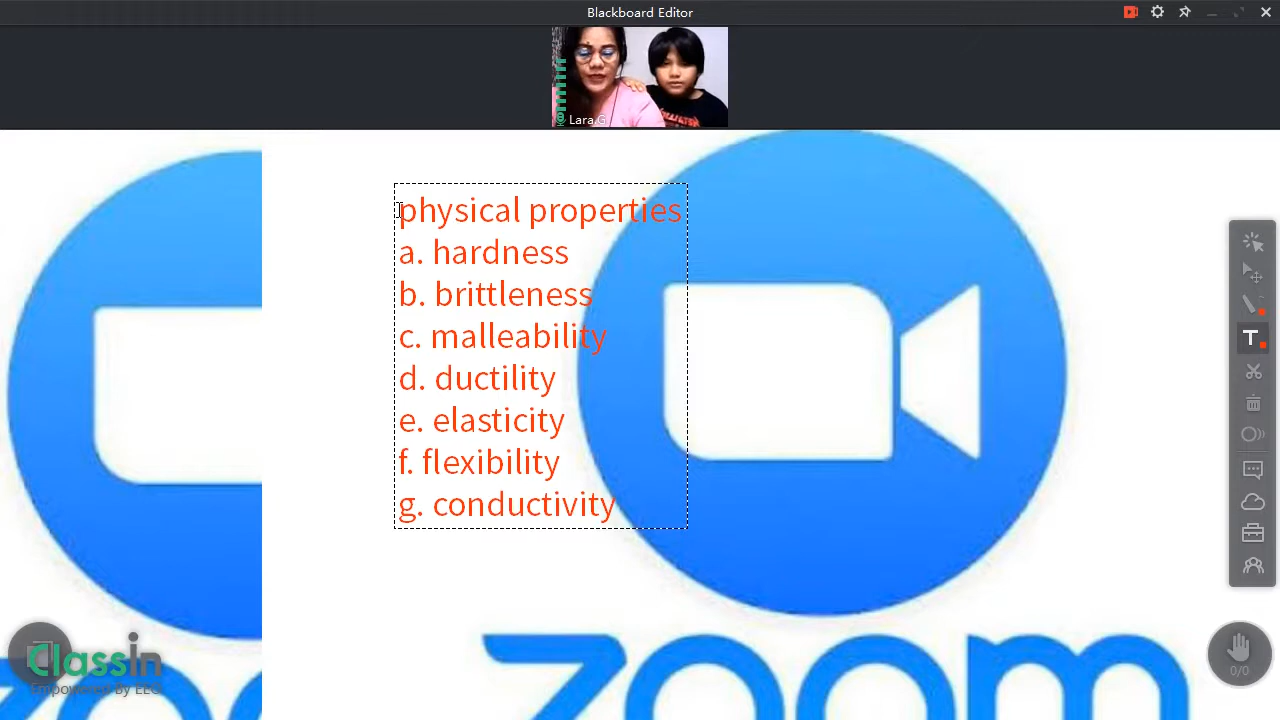 Blackboard Editor
Lara G
physical properties
a. hardness
b. brittleness
c. malleability
d. ductility
e. elasticity
f. flexibility
g. conductivity
T
zoom
ClassIn
Empowered By EEO
0/0